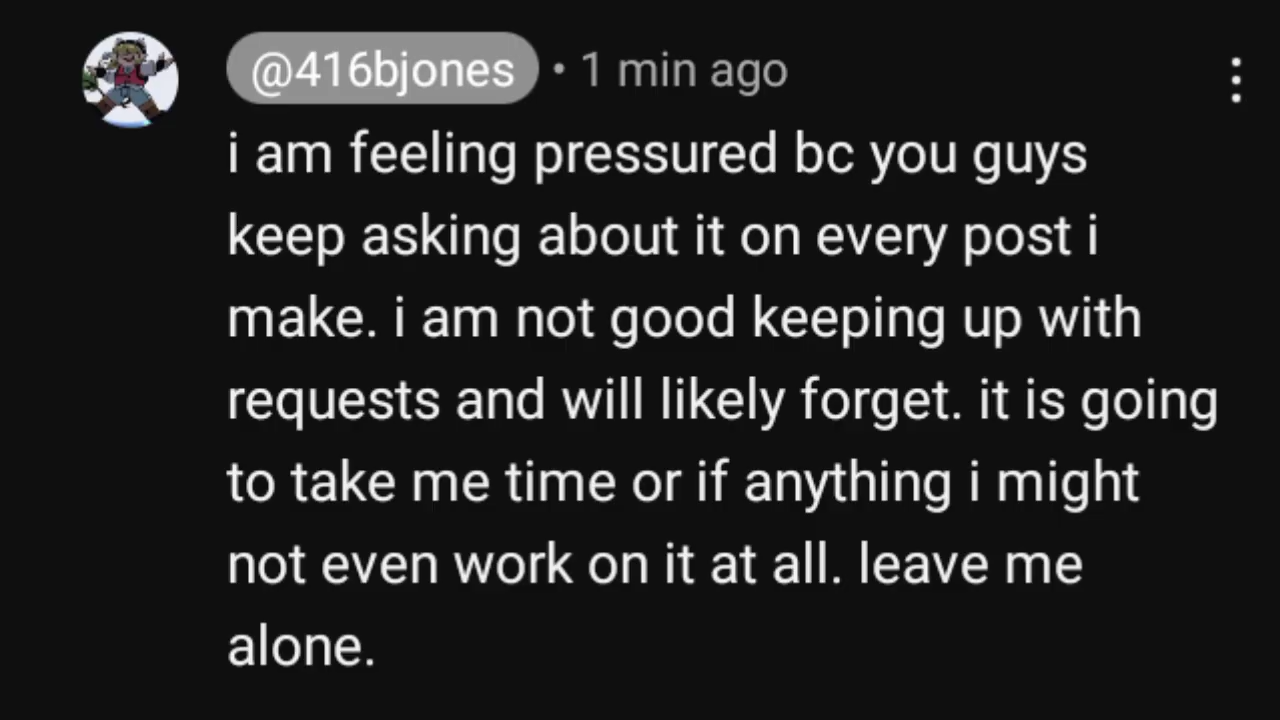 @416bjones • 1 min ago
i am feeling pressured bc you guys
keep asking about it on every post i
make. i am not good keeping up with
requests and will likely forget. it is going
to take me time or if anything i might
not even work on it at all. leave me
alone.